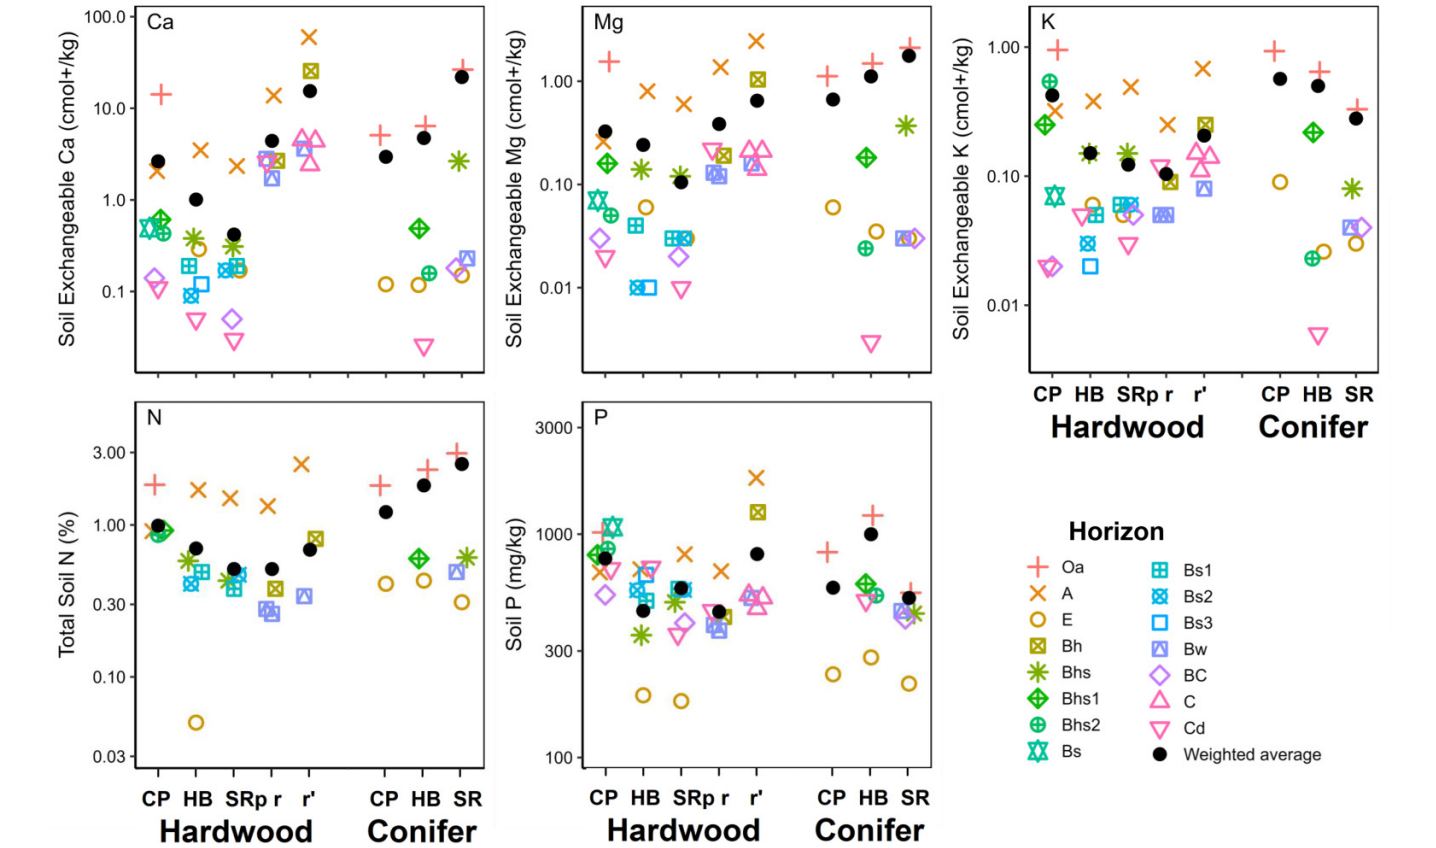 Ca
Soil Exchangeable Ca (cmol+/kg)
100.0
10.0
1.0
0.1
Mg
Soil Exchangeable Mg (cmol+/kg)
1.00
0.10
0.01
K
Soil Exchangeable K (cmol+/kg)
1.00
0.10
0.01
CP HB SRp r r' CP HB SR
Hardwood Conifer
N
Total Soil N (%)
3.00
1.00
0.30
0.10
0.03
CP HB SRp r r' CP HB SR
Hardwood Conifer
P
Soil P (mg/kg)
3000
1000
300
100
CP HB SRp r r' CP HB SR
Hardwood Conifer
Horizon
Oa
A
E
Bh
Bhs
Bhs1
Bhs2
Bs
Bs1
Bs2
Bs3
Bw
BC
C
Cd
Weighted average